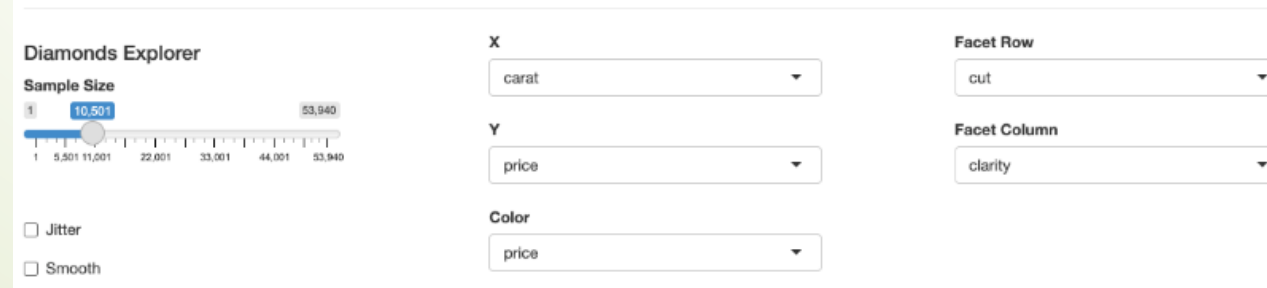 Diamonds Explorer
Sample Size
1 10,501 53,940
1 5,501 11,001 22,001 33,001 44,001 53,940
Jitter
Smooth
X
carat
Y
price
Color
price
Facet Row
cut
Facet Column
clarity